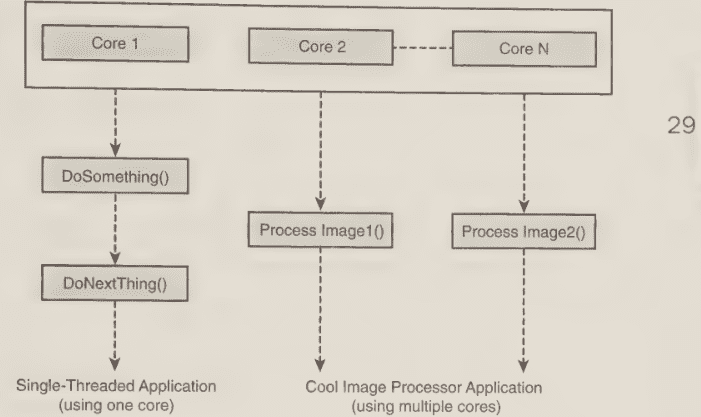 Core 1
Core 2
Core N
29
DoSomething()
Process Image1()
Process Image2()
DoNextThing()
Single-Threaded Application
(using one core)
Cool Image Processor Application
(using multiple cores)